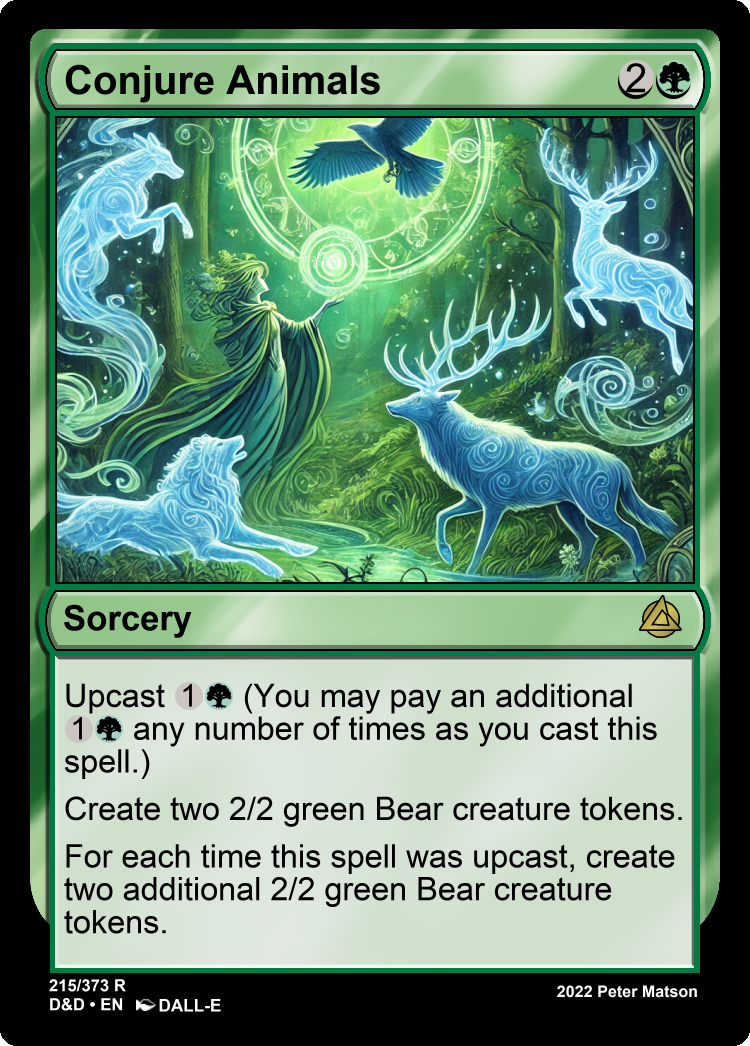 Conjure Animals 2
Sorcery
Upcast 1 (You may pay an additional
1 any number of times as you cast this
spell.)
Create two 2/2 green Bear creature tokens.
For each time this spell was upcast, create
two additional 2/2 green Bear creature
tokens.
215/373 R
D&D • EN DALL-E
2022 Peter Matson